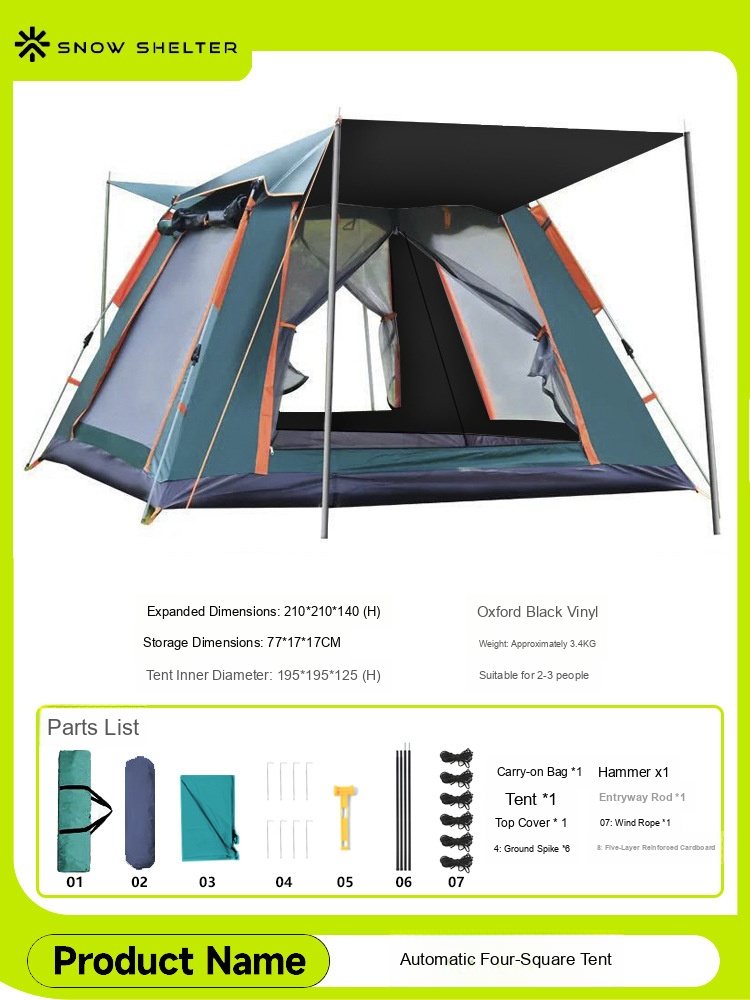 SNOW SHELTER
Expanded Dimensions: 210*210*140 (H)
Oxford Black Vinyl
Storage Dimensions: 77*17*17CM
Weight: Approximately 3.4KG
Tent Inner Diameter: 195*195*125 (H)
Suitable for 2-3 people
Parts List
Carry-on Bag *1
Hammer x1
Tent *1
Entryway Rod *1
Top Cover * 1
07: Wind Rope *1
4: Ground Spike *6
8: Five-Layer Reinforced Cardboard
01
02
03
04
05
06
07
Product Name
Automatic Four-Square Tent